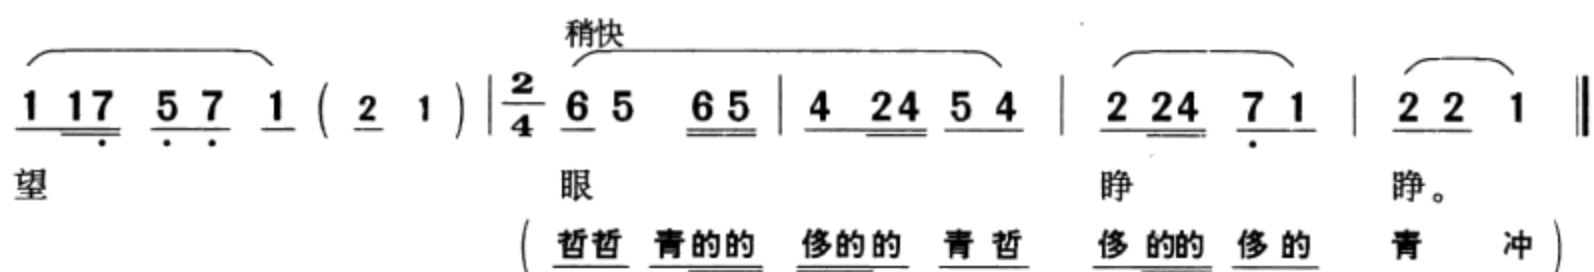 稍快
1 17 5 7 1 ( 2 1 ) | 2/4 6 5 6 5 | 4 24 5 4 | 2 24 7 1 | 2 2 1 ‖
望 眼 睁 睁。
( 哲哲 青的的 侈的的 青 哲 侈 的的 侈 的 青 冲 )